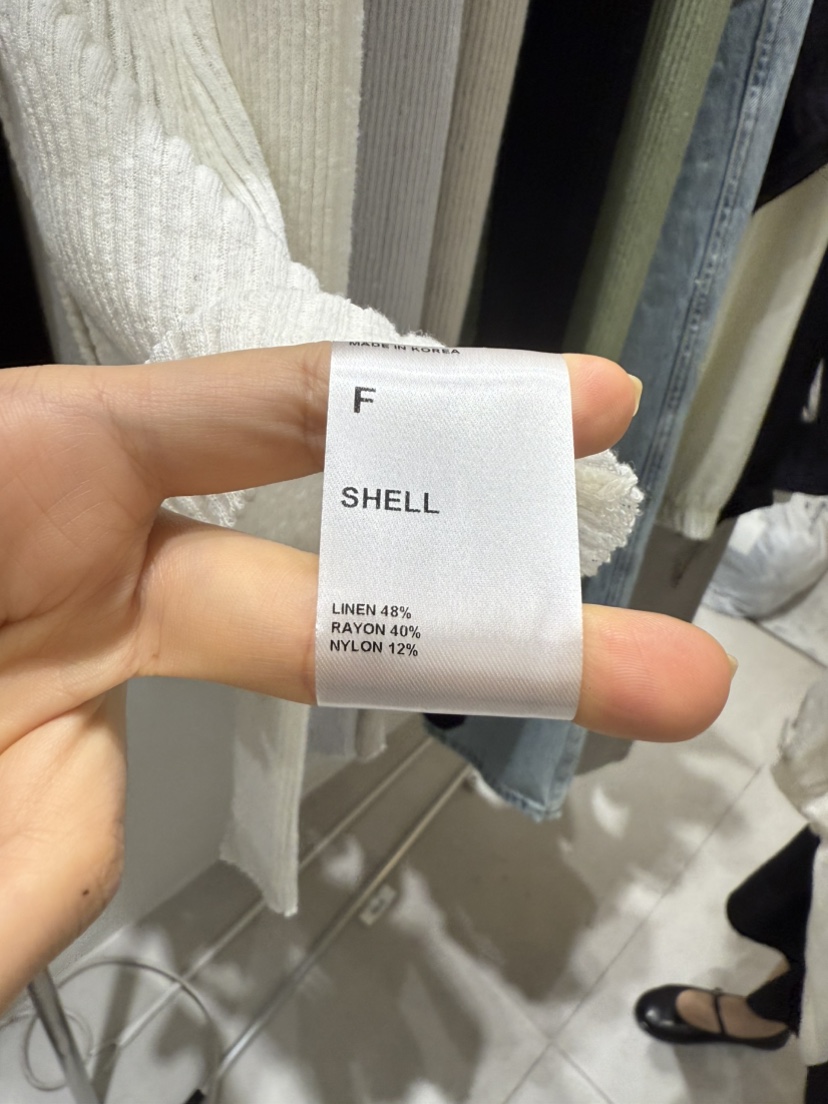 MADE IN KOREA
F
SHELL
LINEN 48%
RAYON 40%
NYLON 12%